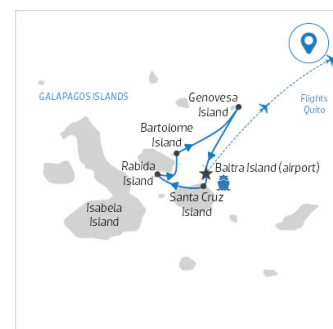 GALAPAGOS ISLANDS
Genovesa
Island
Flights
Quito
Bartolome
Island
Rabida
Island
Baltra Island (airport)
Santa Cruz
Island
Isabela
Island